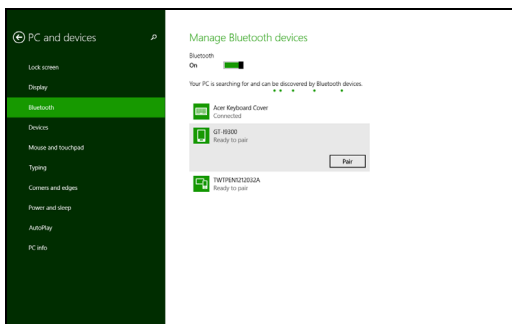 PC and devices
Lock screen
Display
Bluetooth
Devices
Mouse and touchpad
Typing
Corners and edges
Power and sleep
AutoPlay
PC info
Manage Bluetooth devices
Bluetooth
On
Your PC is searching for and can be discovered by Bluetooth devices.
Acer Keyboard Cover
Connected
GT-I9300
Ready to pair
Pair
TWTPEN1212032A
Ready to pair